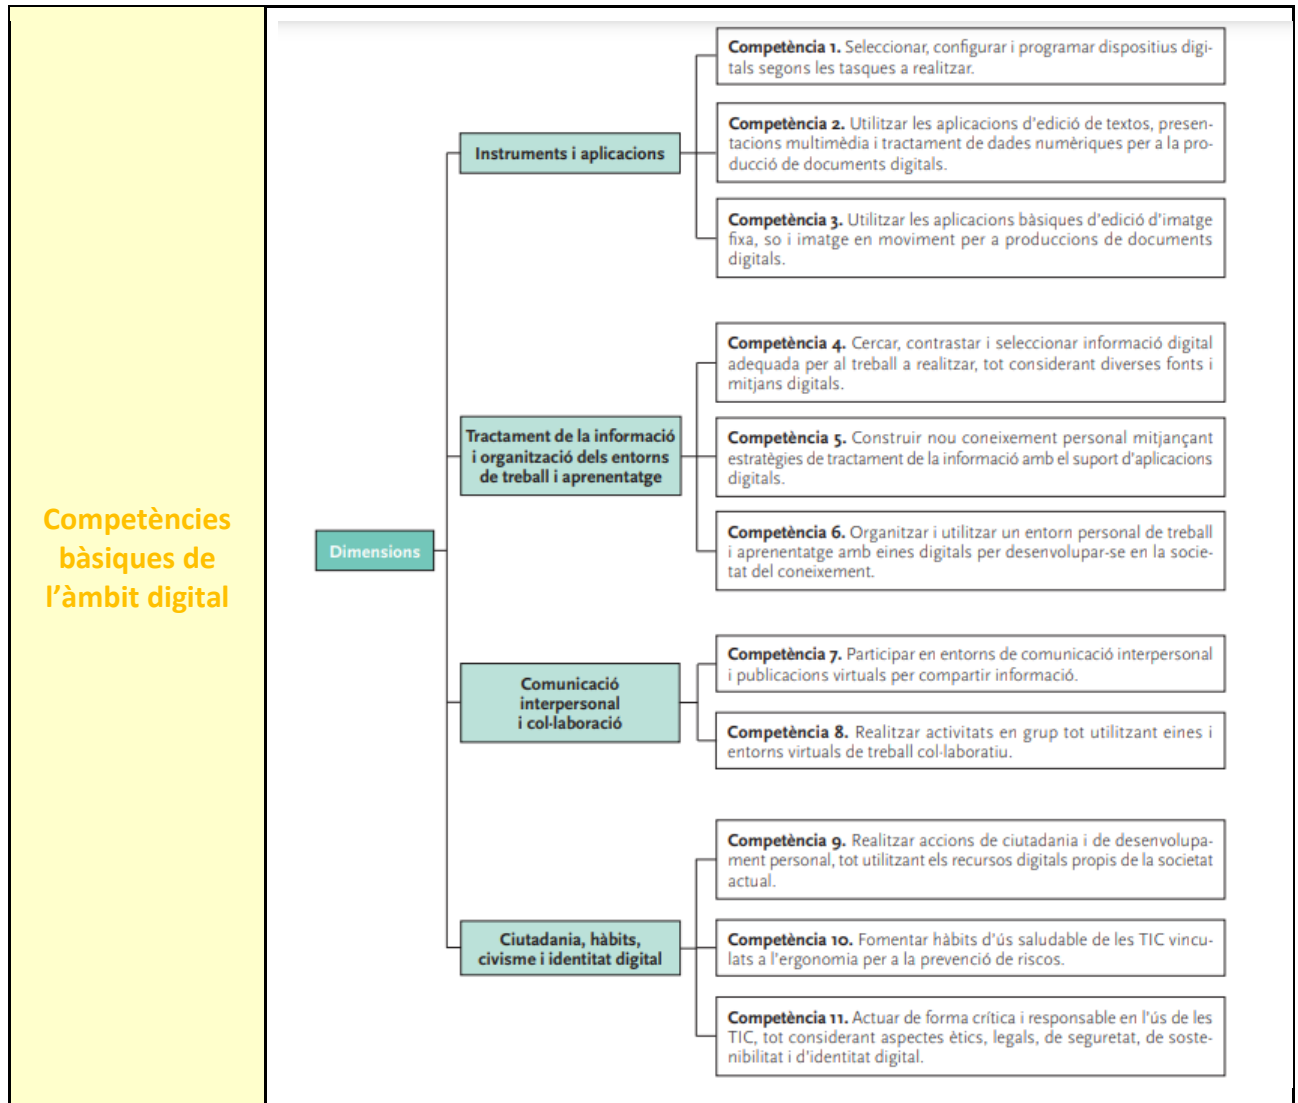 Competències
bàsiques de
l’àmbit digital
Dimensions
Instruments i aplicacions
Competència 1. Seleccionar, configurar i programar dispositius digi-
tals segons les tasques a realitzar.
Competència 2. Utilitzar les aplicacions d’edició de textos, presen-
tacions multimèdia i tractament de dades numèriques per a la pro-
ducció de documents digitals.
Competència 3. Utilitzar les aplicacions bàsiques d’edició d’imatge
fixa, so i imatge en moviment per a produccions de documents
digitals.
Tractament de la informació
i organització dels entorns
de treball i aprenentatge
Competència 4. Cercar, contrastar i seleccionar informació digital
adequada per al treball a realitzar, tot considerant diverses fonts i
mitjans digitals.
Competència 5. Construir nou coneixement personal mitjançant
estratègies de tractament de la informació amb el suport d’aplicacions
digitals.
Competència 6. Organitzar i utilitzar un entorn personal de treball
i aprenentatge amb eines digitals per desenvolupar-se en la socie-
tat del coneixement.
Comunicació
interpersonal
i col·laboració
Competència 7. Participar en entorns de comunicació interpersonal
i publicacions virtuals per compartir informació.
Competència 8. Realitzar activitats en grup tot utilitzant eines i
entorns virtuals de treball col·laboratiu.
Ciutadania, hàbits,
civisme i identitat digital
Competència 9. Realitzar accions de ciutadania i de desenvolupa-
ment personal, tot utilitzant els recursos digitals propis de la societat
actual.
Competència 10. Fomentar hàbits d’ús saludable de les TIC vincu-
lats a l’ergonomia per a la prevenció de riscos.
Competència 11. Actuar de forma crítica i responsable en l’ús de les
TIC, tot considerant aspectes ètics, legals, de seguretat, de soste-
nibilitat i d’identitat digital.